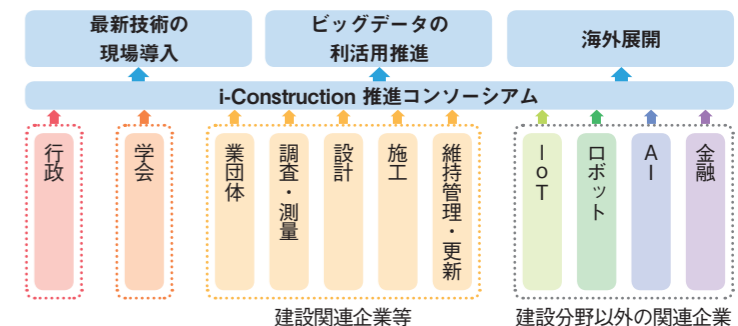 最新技術の
現場導入
ビッグデータの
利活用推進
海外展開
i-Construction 推進コンソーシアム
行政
学会
業団体
調査・測量
設計
施工
維持管理・更新
IoT
ロボット
AI
金融
建設関連企業等
建設分野以外の関連企業